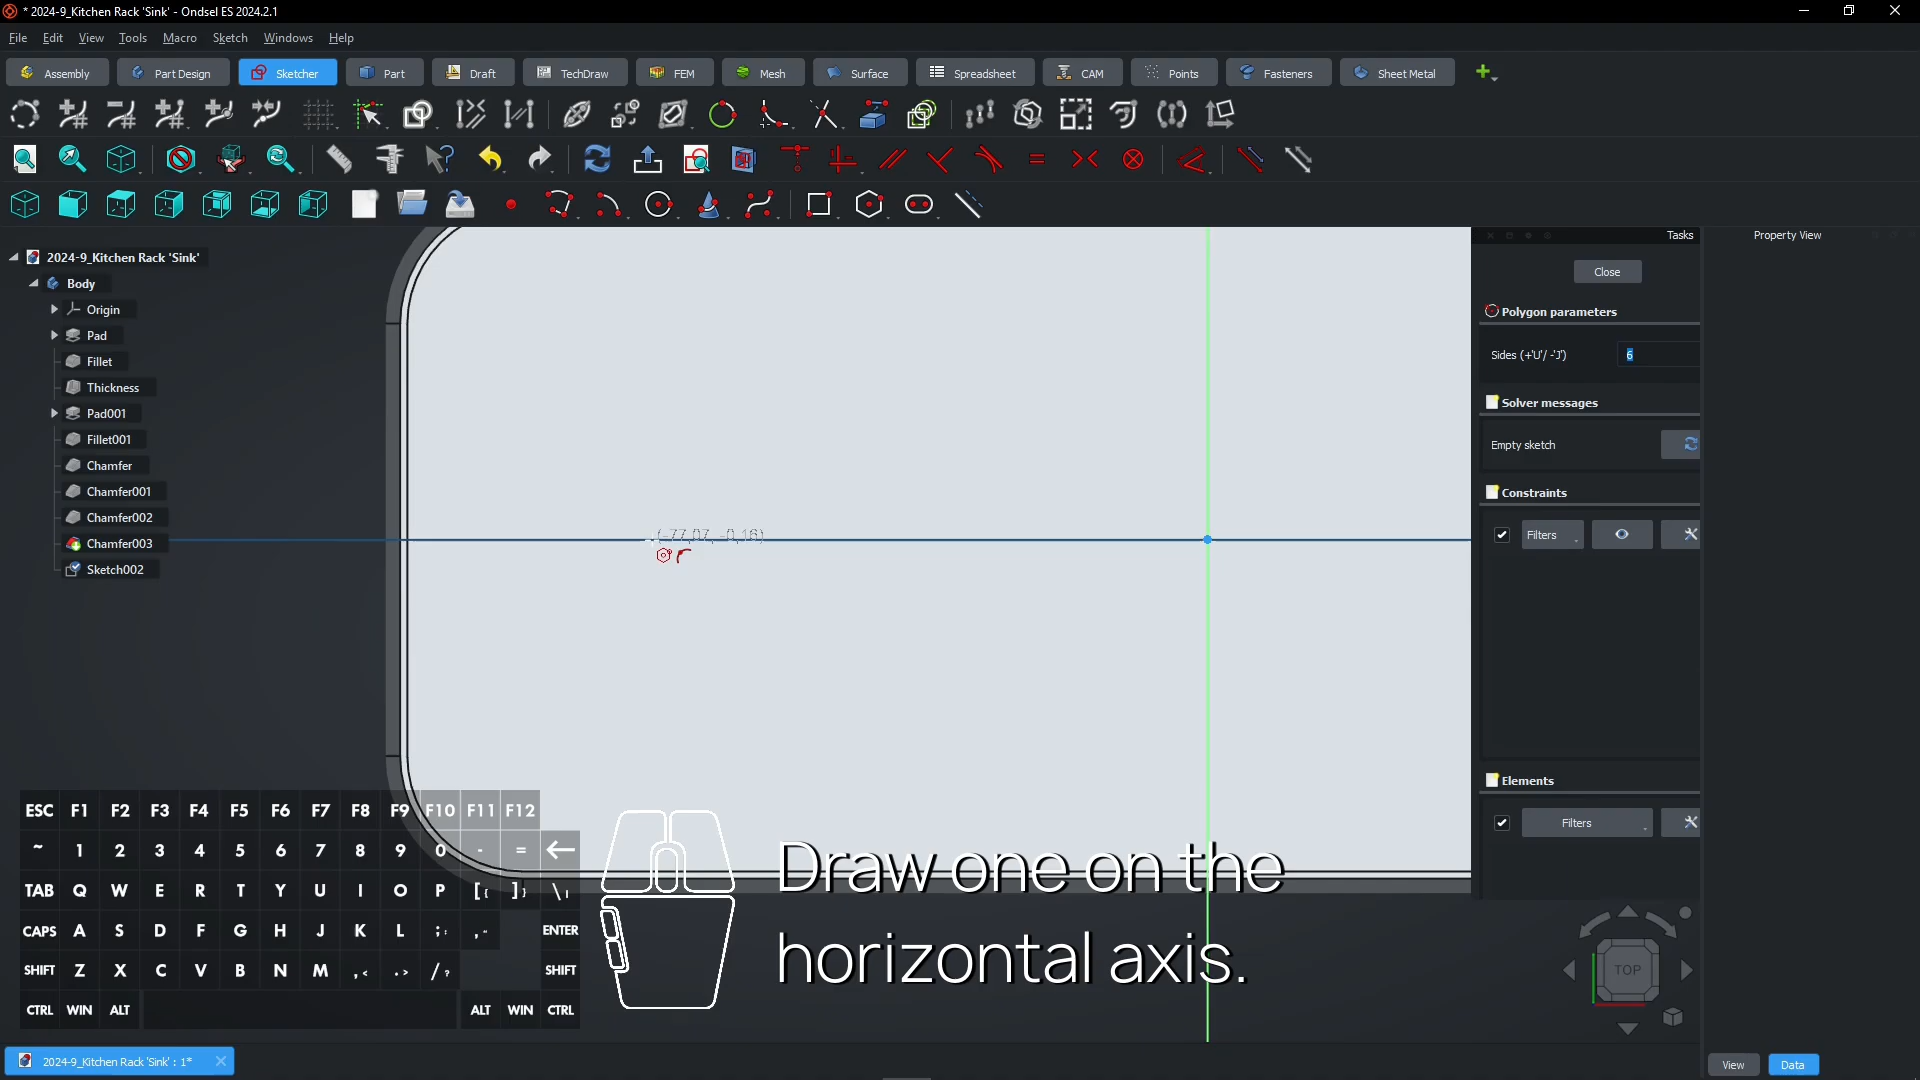 * 2024-9_Kitchen Rack 'Sink' - Ondsel ES 2024.2.1
File Edit View Tools Macro Sketch Windows Help
Assembly Part Design Sketcher Part Draft TechDraw FEM Mesh Surface Spreadsheet CAM Points Fasteners Sheet Metal
2024-9_Kitchen Rack 'Sink'
Body
Origin
Pad
Fillet
Thickness
Pad001
Fillet001
Chamfer
Chamfer001
Chamfer002
Chamfer003
Sketch002
(-77,07, -0,16)
Tasks
Close
Polygon parameters
Sides (+'U'/ -'J')
6
Solver messages
Empty sketch
Constraints
Filters
Elements
Filters
Property View
ESC F1 F2 F3 F4 F5 F6 F7 F8 F9 F10 F11 F12
~ 1 2 3 4 5 6 7 8 9 0 - =
TAB Q W E R T Y U I O P [{ ]} \|
CAPS A S D F G H J K L ;: ," ENTER
SHIFT Z X C V B N M ,< .> /? SHIFT
CTRL WIN ALT ALT WIN CTRL
Draw one on the
horizontal axis.
TOP
2024-9_Kitchen Rack 'Sink' : 1*
View Data